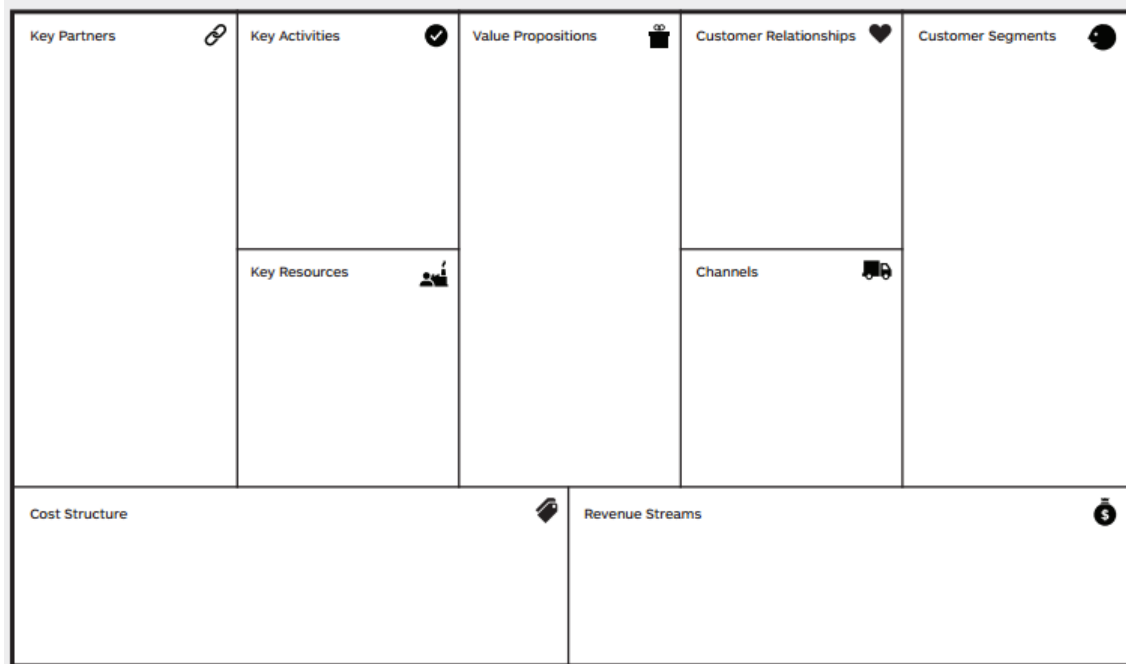 Key Partners
Key Activities
Value Propositions
Customer Relationships
Customer Segments
Key Resources
Channels
Cost Structure
Revenue Streams
$